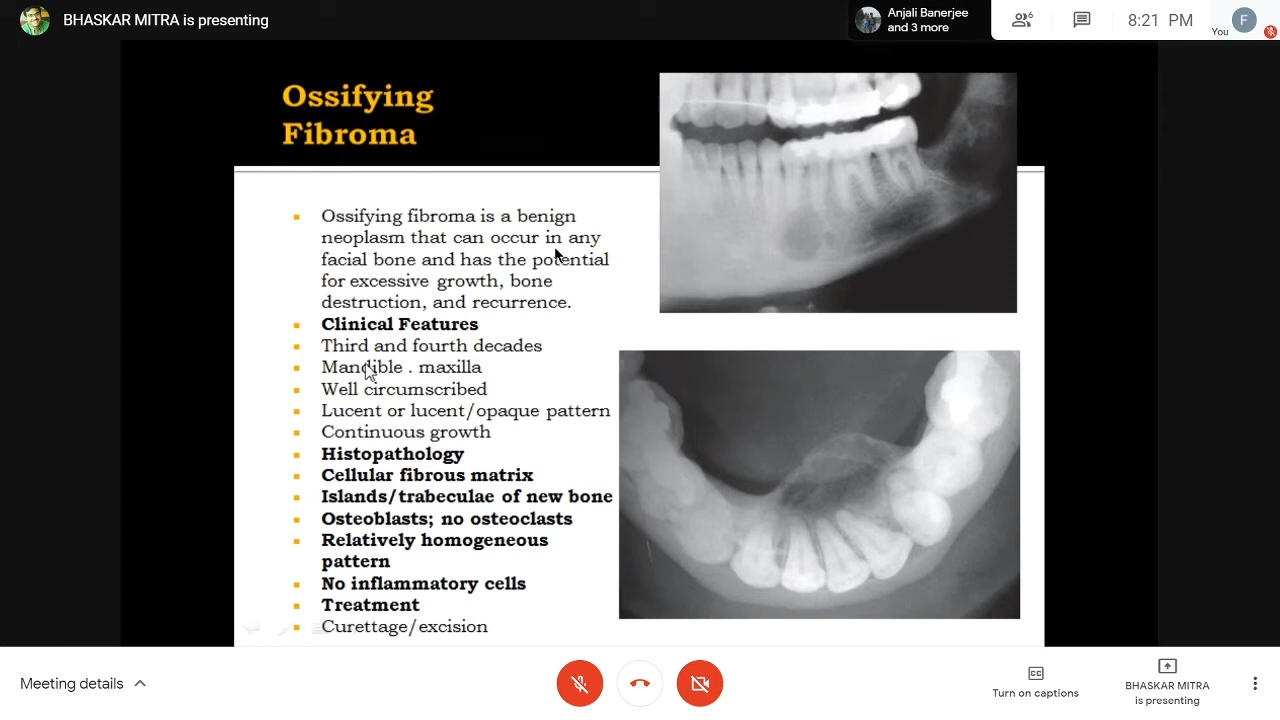 BHASKAR MITRA is presenting
Anjali Banerjee
and 3 more
6
8:21 PM
You
F
Ossifying
Fibroma
Ossifying fibroma is a benign
neoplasm that can occur in any
facial bone and has the potential
for excessive growth, bone
destruction, and recurrence.
Clinical Features
Third and fourth decades
Mandible . maxilla
Well circumscribed
Lucent or lucent/opaque pattern
Continuous growth
Histopathology
Cellular fibrous matrix
Islands/trabeculae of new bone
Osteoblasts; no osteoclasts
Relatively homogeneous
pattern
No inflammatory cells
Treatment
Curettage/excision
Meeting details
CC
Turn on captions
BHASKAR MITRA
is presenting